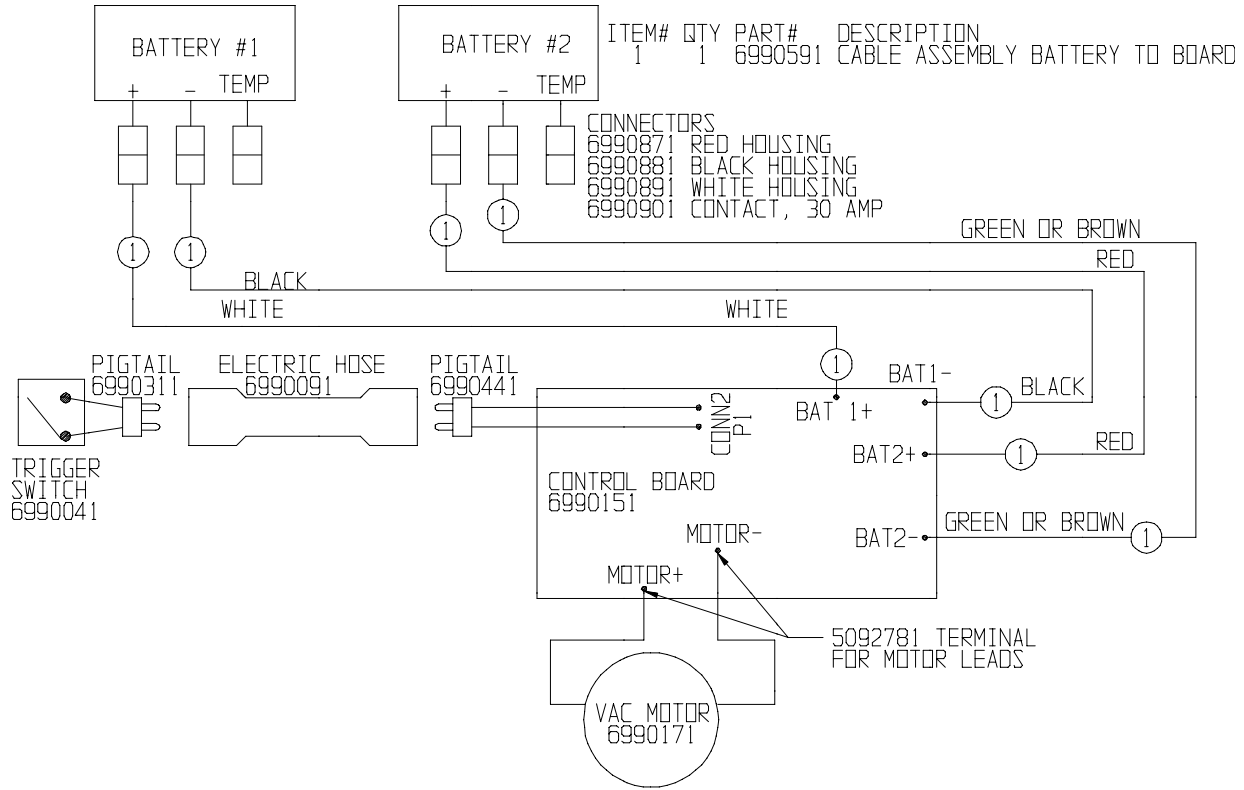 BATTERY #1
+ - TEMP
BATTERY #2
+ - TEMP
ITEM# QTY PART# DESCRIPTION
1 1 6990591 CABLE ASSEMBLY BATTERY TO BOARD
CONNECTORS
6990871 RED HOUSING
6990881 BLACK HOUSING
6990891 WHITE HOUSING
6990901 CONTACT, 30 AMP
1
1
1
1
GREEN OR BROWN
RED
BLACK
WHITE
WHITE
1
PIGTAIL
6990311
ELECTRIC HOSE
6990091
PIGTAIL
6990441
TRIGGER
SWITCH
6990041
CONN2
P1
BAT 1+
BAT1-
1
BLACK
BAT2+
1
RED
BAT2-
GREEN OR BROWN
1
CONTROL BOARD
6990151
MOTOR-
MOTOR+
5092781 TERMINAL
FOR MOTOR LEADS
VAC MOTOR
6990171